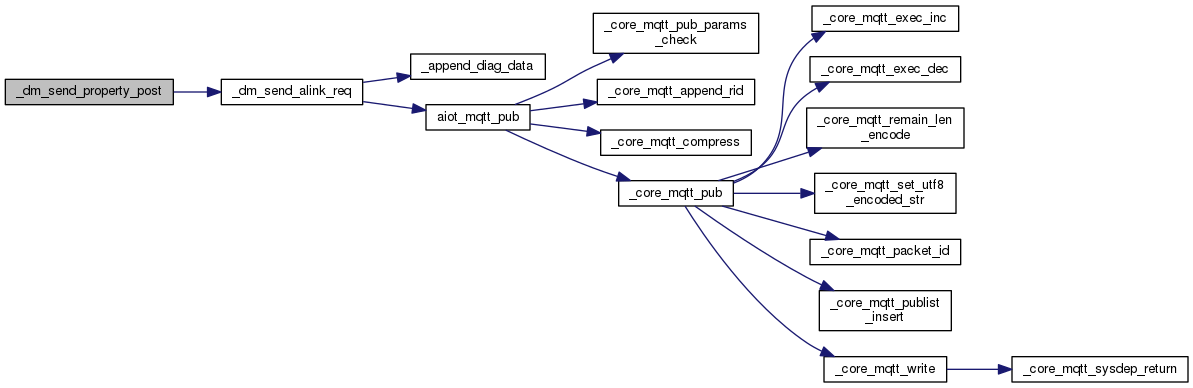 _dm_send_property_post
_dm_send_alink_req
_append_diag_data
aiot_mqtt_pub
_core_mqtt_pub_params
_check
_core_mqtt_append_rid
_core_mqtt_compress
_core_mqtt_pub
_core_mqtt_exec_inc
_core_mqtt_exec_dec
_core_mqtt_remain_len
_encode
_core_mqtt_set_utf8
_encoded_str
_core_mqtt_packet_id
_core_mqtt_publist
_insert
_core_mqtt_write
_core_mqtt_sysdep_return